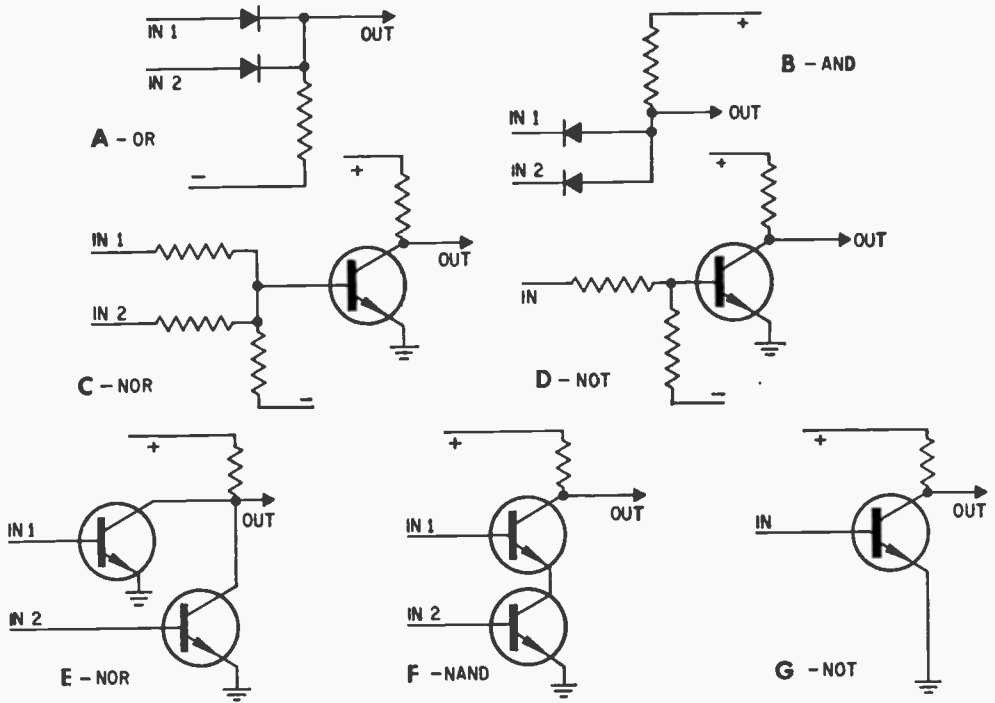 IN 1
OUT
IN 2
A - OR
-
+
B - AND
OUT
IN 1
IN 2
+
IN 1
OUT
IN 2
C - NOR
-
+
OUT
IN
D - NOT
-
+
IN 1
OUT
IN 2
E - NOR
+
IN 1
OUT
IN 2
F - NAND
+
IN
OUT
G - NOT